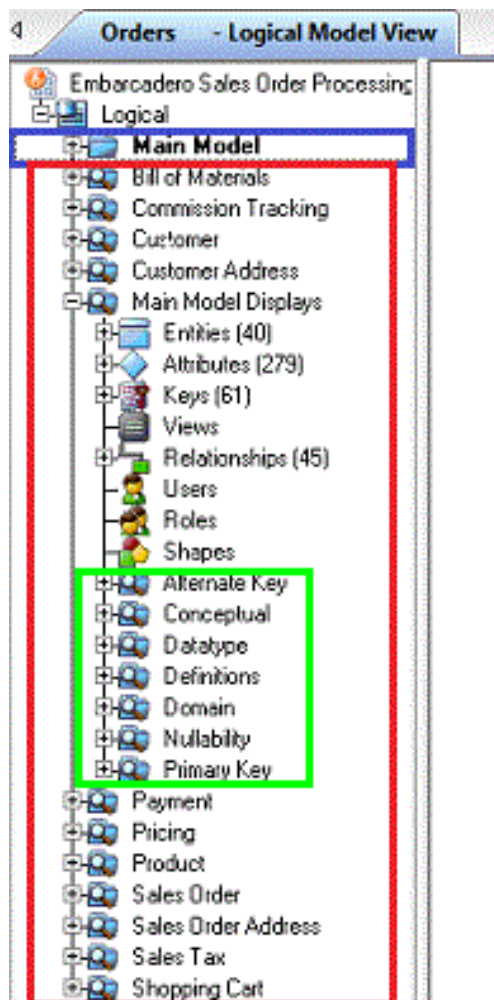 Orders - Logical Model View
Embarcadero Sales Order Processing
Logical
Main Model
Bill of Materials
Commission Tracking
Customer
Customer Address
Main Model Displays
Entities (40)
Attributes (279)
Keys (61)
Views
Relationships (45)
Users
Roles
Shapes
Alternate Key
Conceptual
Datatype
Definitions
Domain
Nullability
Primary Key
Payment
Pricing
Product
Sales Order
Sales Order Address
Sales Tax
Shopping Cart